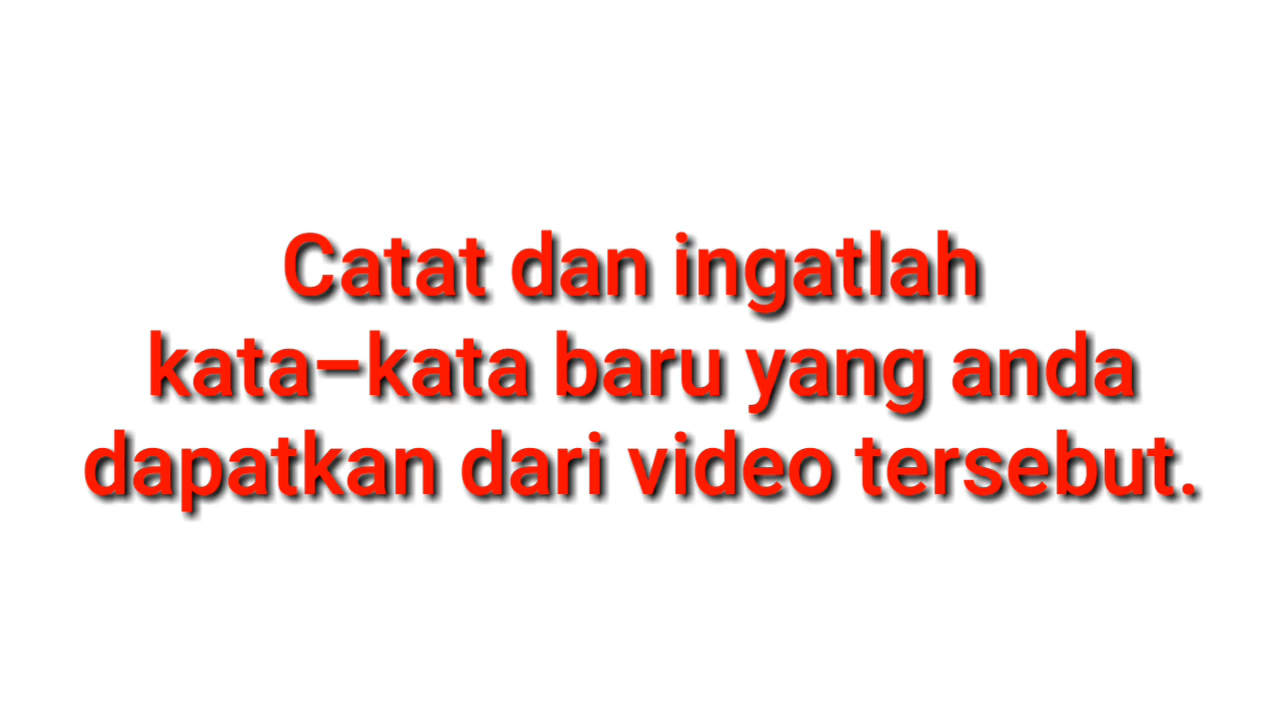 Catat dan ingatlah
kata–kata baru yang anda
dapatkan dari video tersebut.